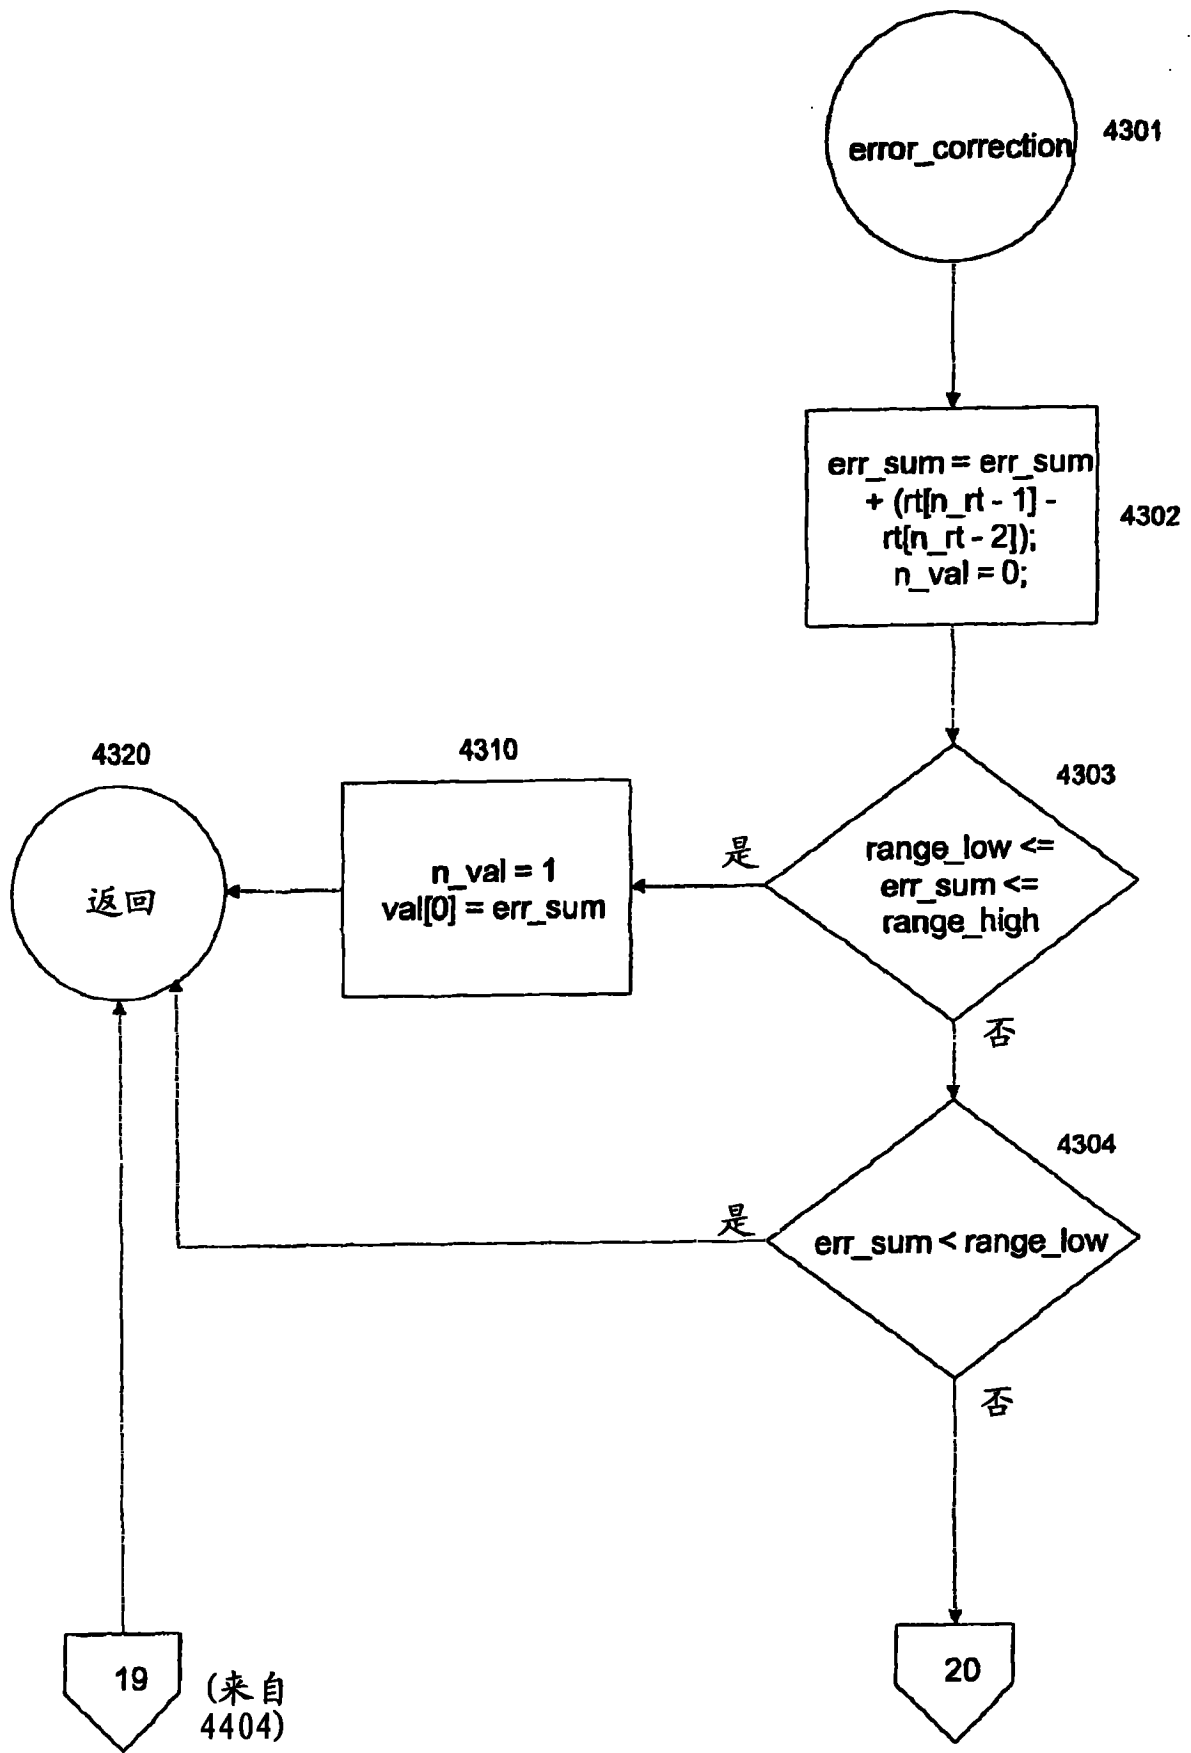 error_correction
4301
err_sum = err_sum
+ (rt[n_rt - 1] -
rt[n_rt - 2]);
n_val = 0;
4302
4320
4310
4303
返回
n_val = 1
val[0] = err_sum
是
range_low <=
err_sum <=
range_high
否
4304
是
err_sum < range_low
否
19
(来自
4404)
20